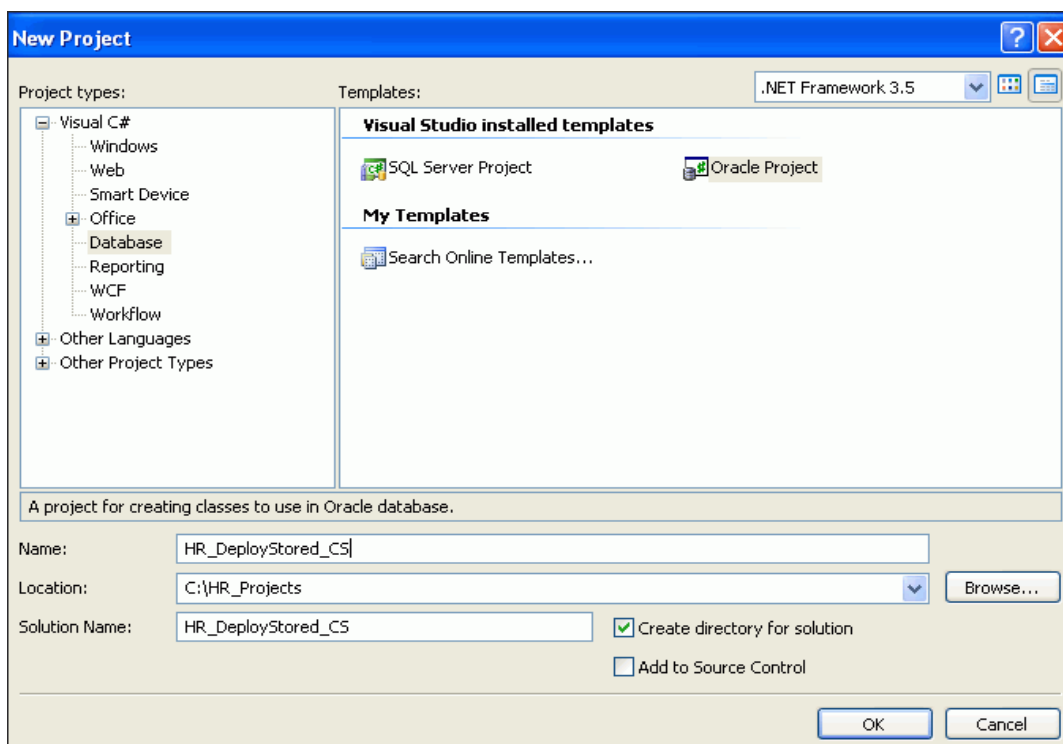 New Project
Project types:
Templates:
.NET Framework 3.5
Visual C#
Windows
Web
Smart Device
Office
Database
Reporting
WCF
Workflow
Other Languages
Other Project Types
Visual Studio installed templates
SQL Server Project
Oracle Project
My Templates
Search Online Templates...
A project for creating classes to use in Oracle database.
Name:
HR_DeployStored_CS
Location:
C:\HR_Projects
Browse...
Solution Name:
HR_DeployStored_CS
Create directory for solution
Add to Source Control
OK
Cancel